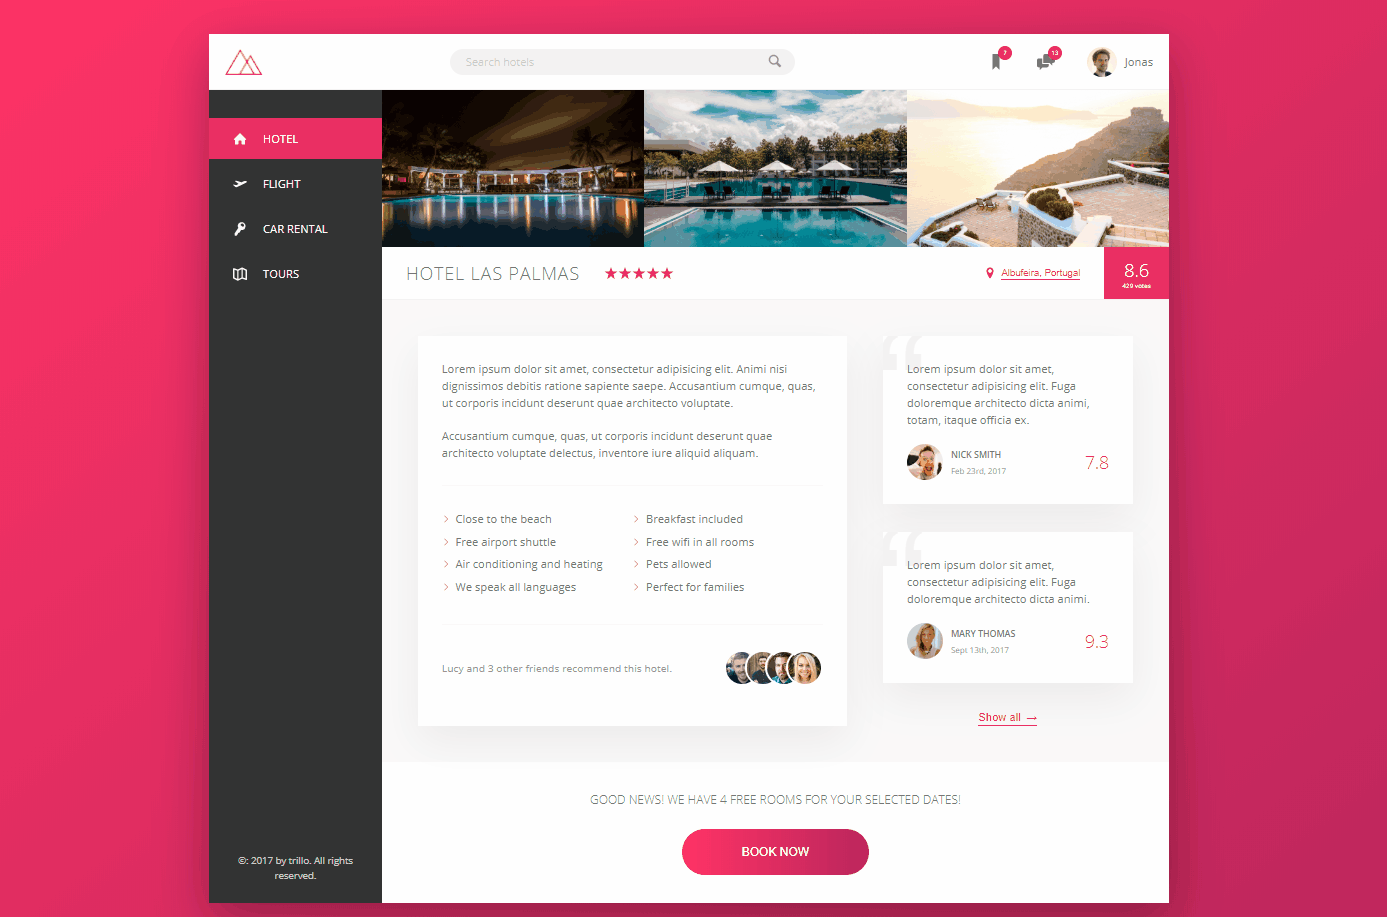 Search hotels
7
13
Jonas
HOTEL
FLIGHT
CAR RENTAL
TOURS
HOTEL LAS PALMAS
Albufeira, Portugal
8.6
429 votes
Lorem ipsum dolor sit amet, consectetur adipisicing elit. Animi nisi
dignissimos debitis ratione sapiente saepe. Accusantium cumque, quas,
ut corporis incidunt deserunt quae architecto voluptate.
Accusantium cumque, quas, ut corporis incidunt deserunt quae
architecto voluptate delectus, inventore iure aliquid aliquam.
Close to the beach
Breakfast included
Free airport shuttle
Free wifi in all rooms
Air conditioning and heating
Pets allowed
We speak all languages
Perfect for families
Lucy and 3 other friends recommend this hotel.
“
Lorem ipsum dolor sit amet,
consectetur adipisicing elit. Fuga
doloremque architecto dicta animi,
totam, itaque officia ex.
NICK SMITH
Feb 23rd, 2017
7.8
“
Lorem ipsum dolor sit amet,
consectetur adipisicing elit. Fuga
doloremque architecto dicta animi.
MARY THOMAS
Sept 13th, 2017
9.3
Show all →
GOOD NEWS! WE HAVE 4 FREE ROOMS FOR YOUR SELECTED DATES!
BOOK NOW
©: 2017 by trillo. All rights
reserved.